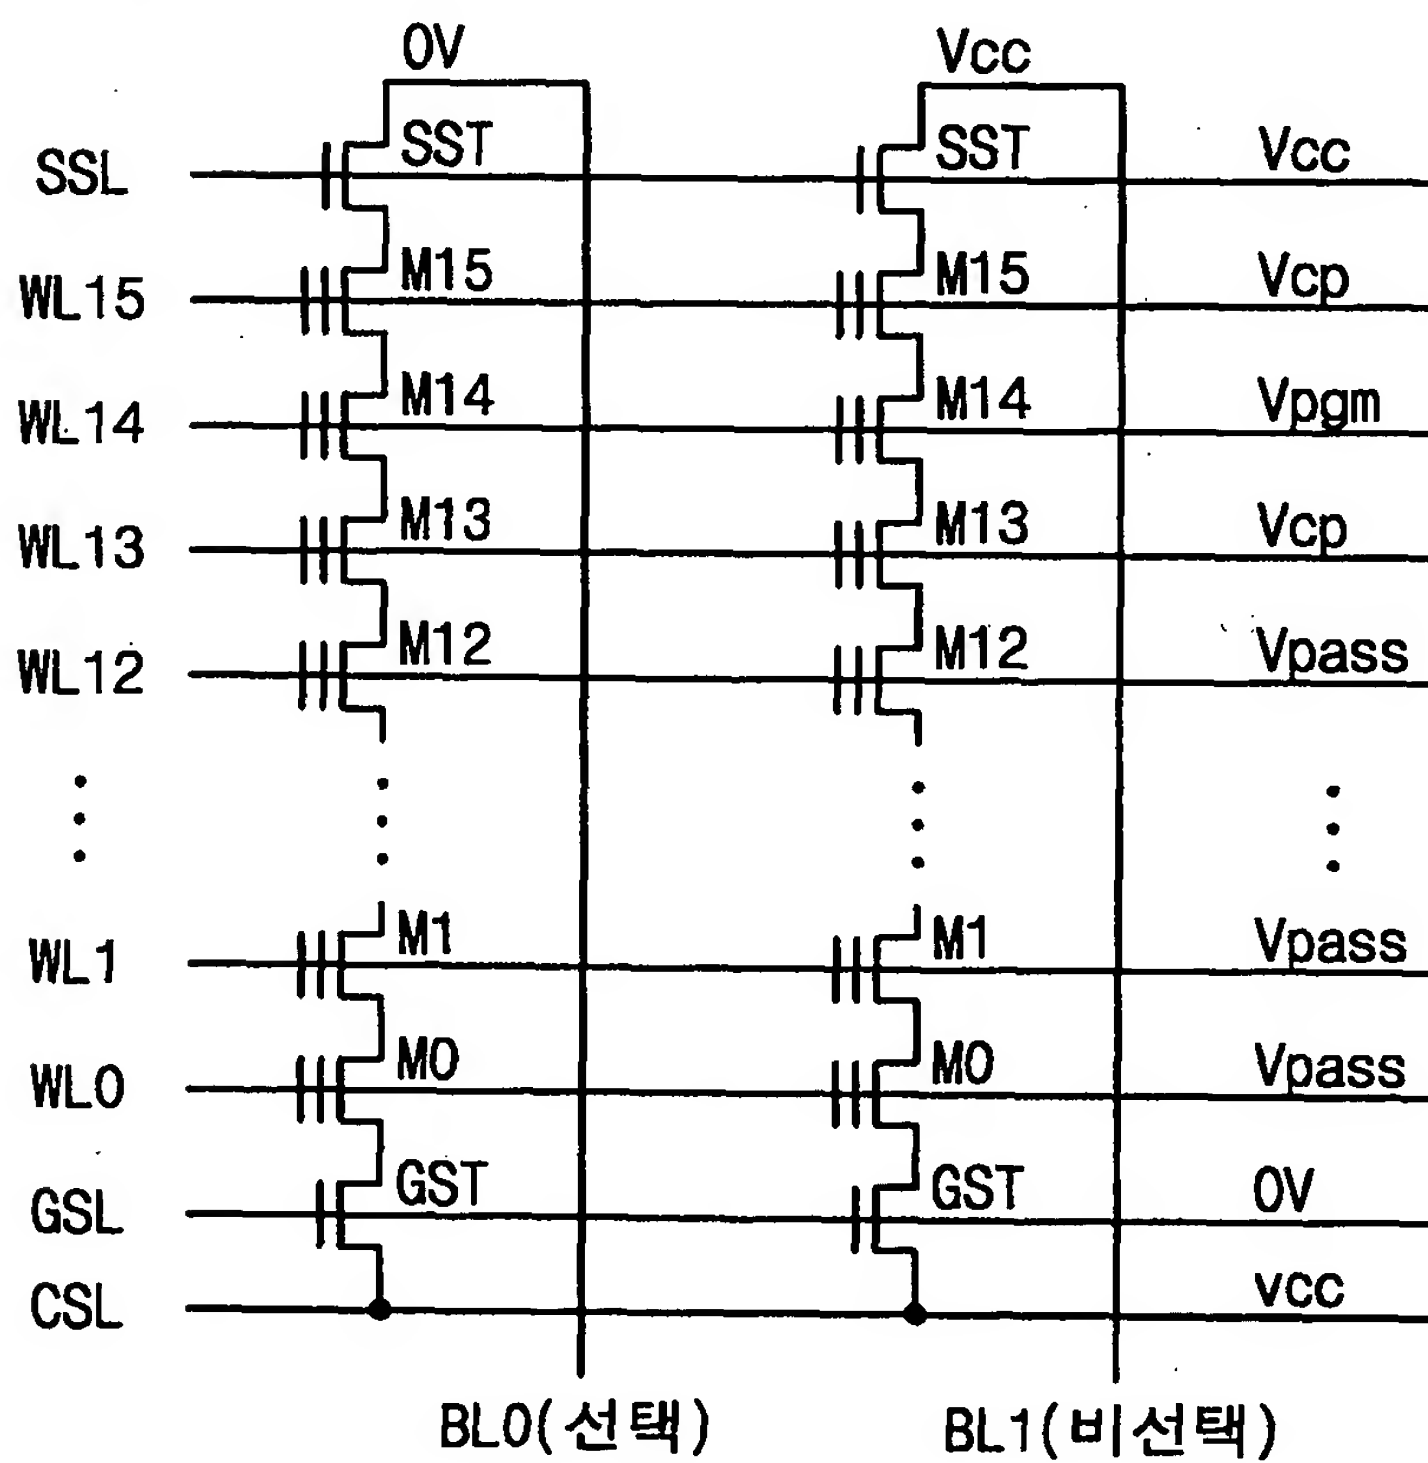 0V Vcc
SSL SST SST Vcc
WL15 M15 M15 Vcp
WL14 M14 M14 Vpgm
WL13 M13 M13 Vcp
WL12 M12 M12 Vpass
WL1 M1 M1 Vpass
WL0 M0 M0 Vpass
GSL GST GST 0V
CSL vcc
BL0(선택) BL1(비선택)